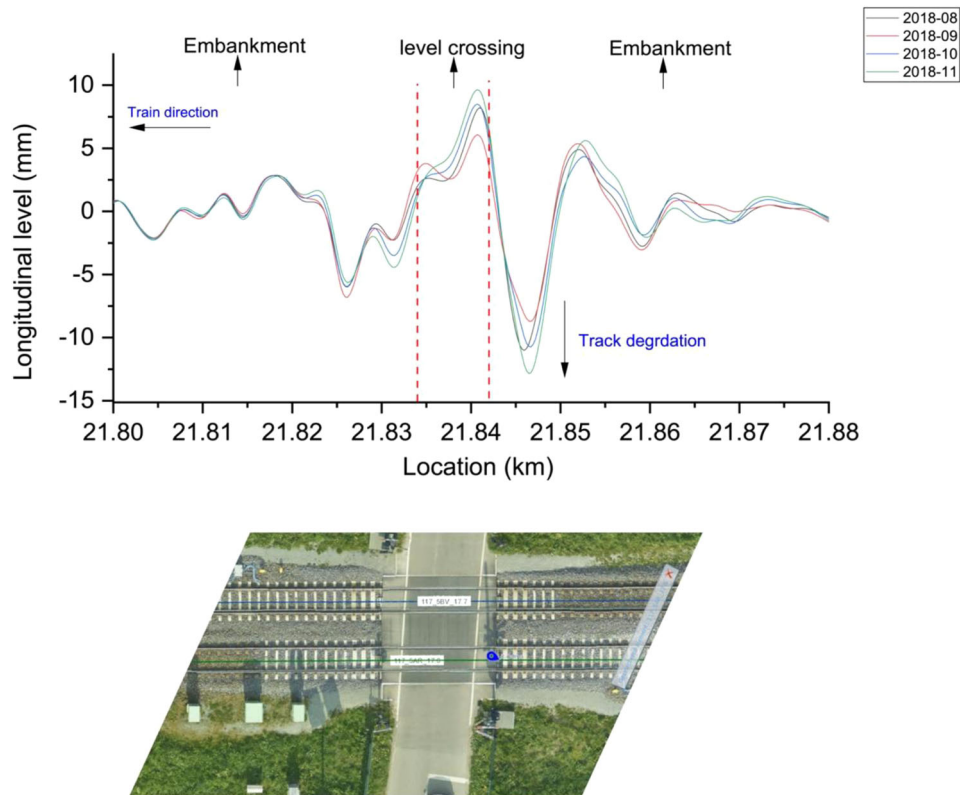 2018-08
2018-09
2018-10
2018-11
Embankment
level crossing
Embankment
Train direction
Longitudinal level (mm)
10
5
0
-5
-10
-15
Track degrdation
21.80 21.81 21.82 21.83 21.84 21.85 21.86 21.87 21.88
Location (km)